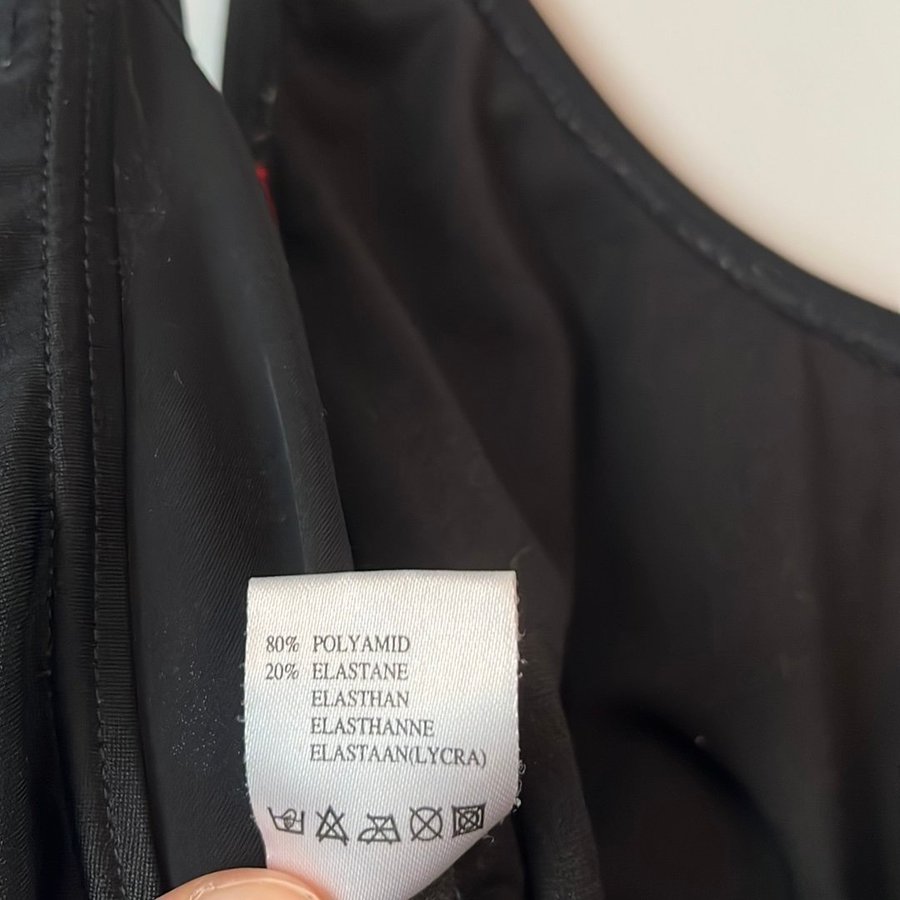 80% POLYAMID
20% ELASTANE
ELASTHAN
ELASTHANNE
ELASTAAN(LYCRA)